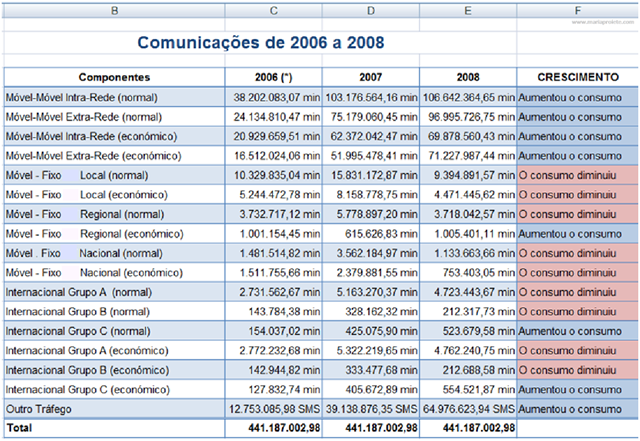 B C D E F
www.marioproinfo.com
Comunicações de 2006 a 2008
Componentes 2006 (*) 2007 2008 CRESCIMENTO
Móvel-Móvel Intra-Rede (normal) 38.202.083,07 min 103.176.564,16 min 106.642.364,65 min Aumentou o consumo
Móvel-Móvel Extra-Rede (normal) 24.134.810,47 min 75.179.060,45 min 96.995.726,75 min Aumentou o consumo
Móvel-Móvel Intra-Rede (económico) 20.929.659,51 min 62.372.042,47 min 69.878.560,43 min Aumentou o consumo
Móvel-Móvel Extra-Rede (económico) 16.512.024,06 min 51.995.478,41 min 71.227.987,44 min Aumentou o consumo
Móvel - Fixo Local (normal) 10.329.835,04 min 15.831.172,87 min 9.394.891,57 min O consumo diminuiu
Móvel - Fixo Local (económico) 5.244.472,78 min 8.158.778,75 min 4.471.445,62 min O consumo diminuiu
Móvel - Fixo Regional (normal) 3.732.717,12 min 5.778.897,20 min 3.718.042,57 min O consumo diminuiu
Móvel - Fixo Regional (económico) 1.001.154,45 min 615.626,83 min 1.005.401,11 min Aumentou o consumo
Móvel . Fixo Nacional (normal) 1.481.514,82 min 3.562.184,97 min 1.133.663,66 min O consumo diminuiu
Móvel - Fixo Nacional (económico) 1.511.755,66 min 2.379.881,55 min 753.403,05 min O consumo diminuiu
Internacional Grupo A (normal) 2.731.562,67 min 5.163.270,37 min 4.723.443,67 min O consumo diminuiu
Internacional Grupo B (normal) 143.784,38 min 328.162,32 min 212.317,73 min O consumo diminuiu
Internacional Grupo C (normal) 154.037,02 min 425.075,90 min 523.679,58 min Aumentou o consumo
Internacional Grupo A (económico) 2.772.232,68 min 5.322.219,65 min 4.762.240,75 min O consumo diminuiu
Internacional Grupo B (económico) 142.944,82 min 333.477,68 min 212.688,58 min O consumo diminuiu
Internacional Grupo C (económico) 127.832,74 min 405.672,89 min 554.521,87 min Aumentou o consumo
Outro Tráfego 12.753.085,98 SMS 39.138.876,35 SMS 64.976.623,94 SMS Aumentou o consumo
Total 441.187.002,98 441.187.002,98 441.187.002,98